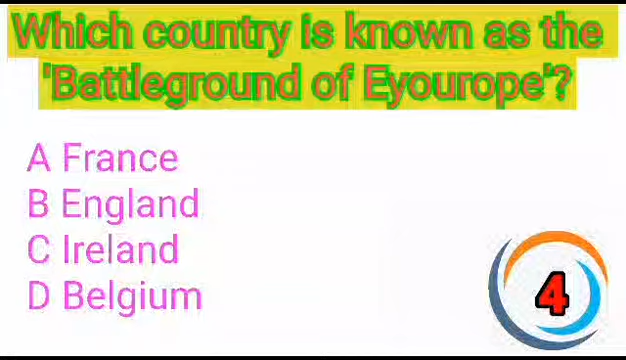 Which country is known as the
'Battleground of Eyourope'?
A France
B England
C Ireland
D Belgium
4